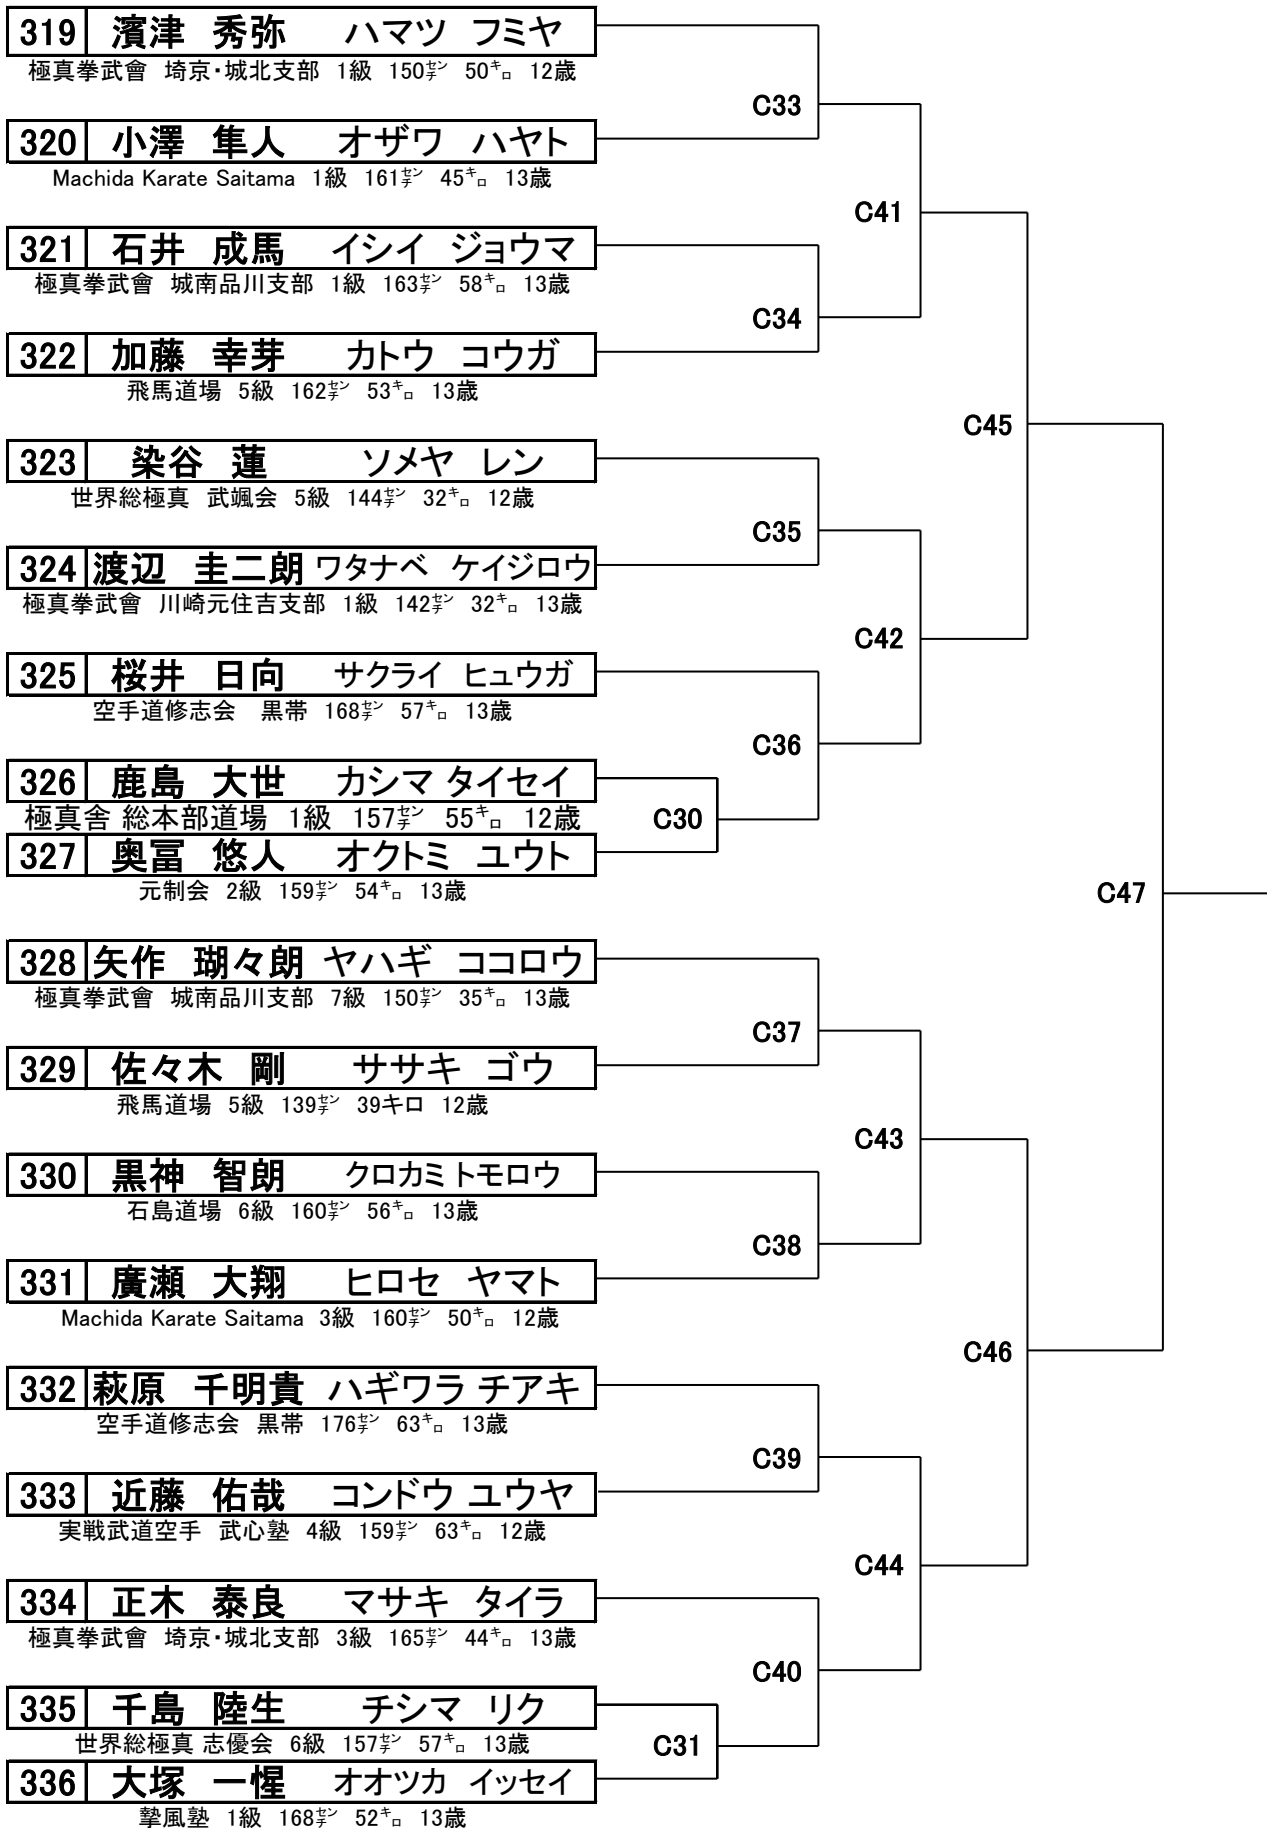 319 濱津 秀弥 ハマツ フミヤ
極真拳武會 埼京・城北支部 1級 150㌢ 50㌔ 12歳
C33
320 小澤 隼人 オザワ ハヤト
Machida Karate Saitama 1級 161㌢ 45㌔ 13歳
C41
321 石井 成馬 イシイ ジョウマ
極真拳武會 城南品川支部 1級 163㌢ 58㌔ 13歳
C34
322 加藤 幸芽 カトウ コウガ
飛馬道場 5級 162㌢ 53㌔ 13歳
C45
323 染谷 蓮 ソメヤ レン
世界総極真 武颯会 5級 144㌢ 32㌔ 12歳
C35
324 渡辺 圭二朗 ワタナベ ケイジロウ
極真拳武會 川崎元住吉支部 1級 142㌢ 32㌔ 13歳
C42
325 桜井 日向 サクライ ヒュウガ
空手道修志会 黒帯 168㌢ 57㌔ 13歳
C36
326 鹿島 大世 カシマ タイセイ
極真舎 総本部道場 1級 157㌢ 55㌔ 12歳
C30
327 奥冨 悠人 オクトミ ユウト
元制会 2級 159㌢ 54㌔ 13歳
C47
328 矢作 瑚々朗 ヤハギ ココロウ
極真拳武會 城南品川支部 7級 150㌢ 35㌔ 13歳
C37
329 佐々木 剛 ササキ ゴウ
飛馬道場 5級 139㌢ 39キロ 12歳
C43
330 黒神 智朗 クロカミ トモロウ
石島道場 6級 160㌢ 56㌔ 13歳
C38
331 廣瀬 大翔 ヒロセ ヤマト
Machida Karate Saitama 3級 160㌢ 50㌔ 12歳
C46
332 萩原 千明貴 ハギワラ チアキ
空手道修志会 黒帯 176㌢ 63㌔ 13歳
C39
333 近藤 佑哉 コンドウ ユウヤ
実戦武道空手 武心塾 4級 159㌢ 63㌔ 12歳
C44
334 正木 泰良 マサキ タイラ
極真拳武會 埼京・城北支部 3級 165㌢ 44㌔ 13歳
C40
335 千島 陸生 チシマ リク
世界総極真 志優会 6級 157㌢ 57㌔ 13歳
C31
336 大塚 一惺 オオツカ イッセイ
摯風塾 1級 168㌢ 52㌔ 13歳